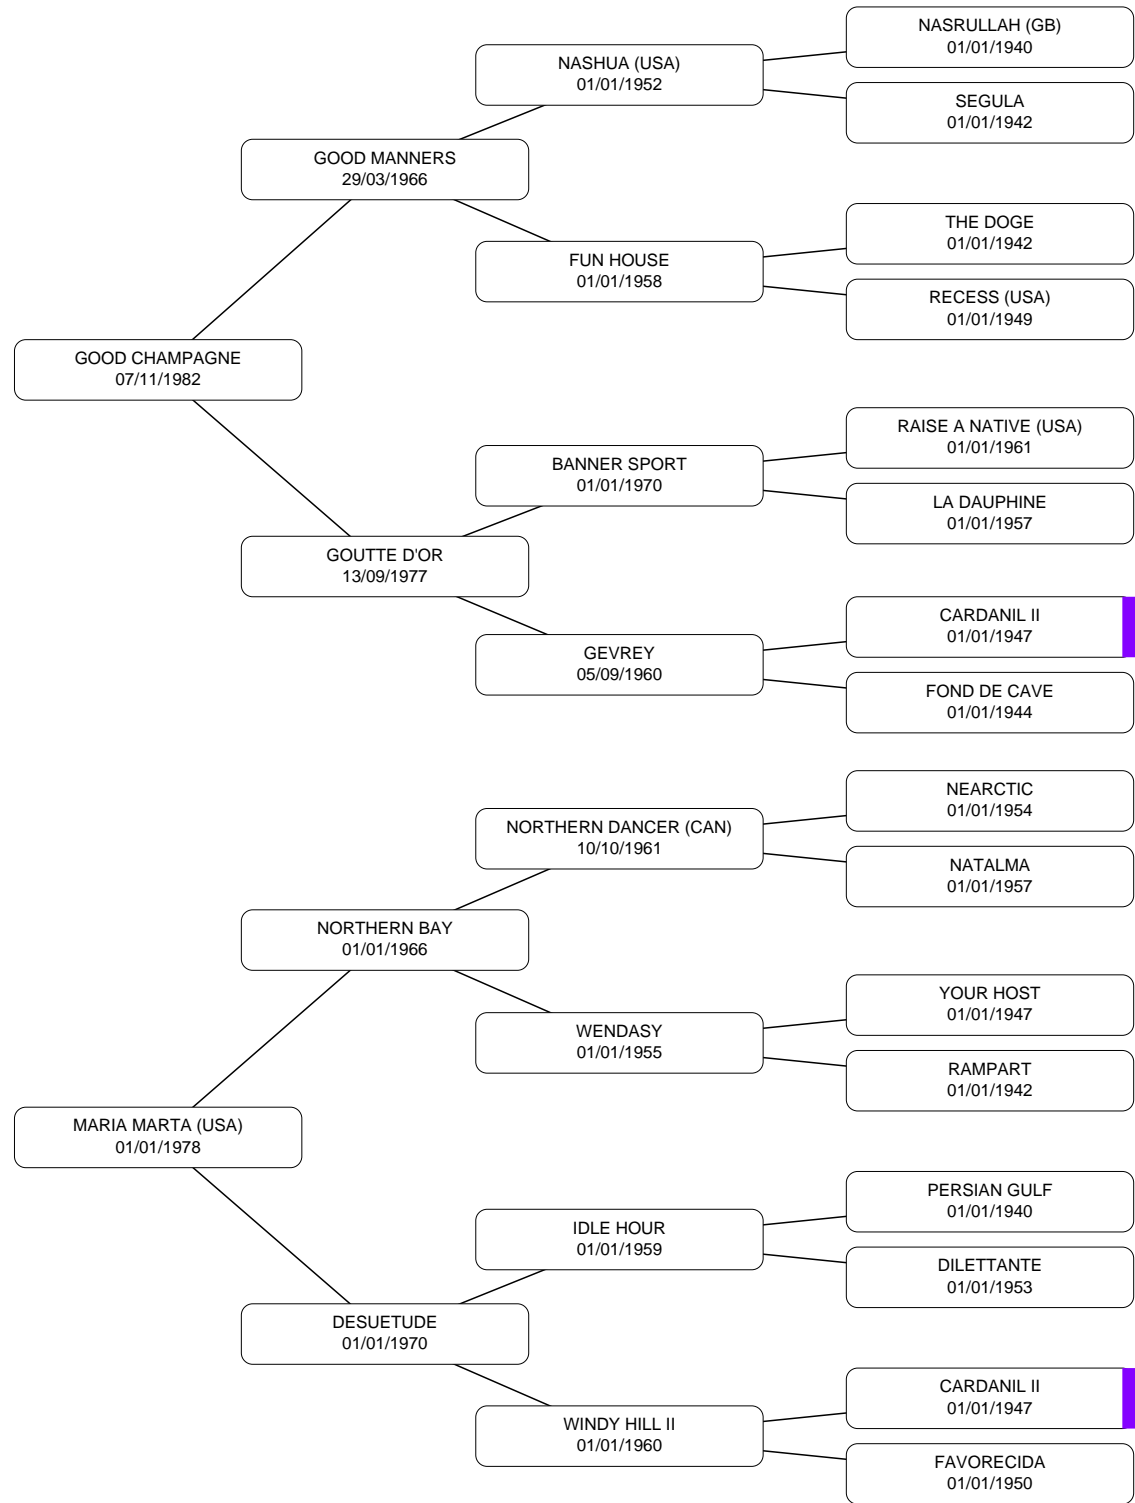 NASRULLAH (GB)
01/01/1940
NASHUA (USA)
01/01/1952
SEGULA
01/01/1942
GOOD MANNERS
29/03/1966
THE DOGE
01/01/1942
FUN HOUSE
01/01/1958
RECESS (USA)
01/01/1949
GOOD CHAMPAGNE
07/11/1982
RAISE A NATIVE (USA)
01/01/1961
BANNER SPORT
01/01/1970
LA DAUPHINE
01/01/1957
GOUTTE D'OR
13/09/1977
CARDANIL II
01/01/1947
GEVREY
05/09/1960
FOND DE CAVE
01/01/1944
NEARCTIC
01/01/1954
NORTHERN DANCER (CAN)
10/10/1961
NATALMA
01/01/1957
NORTHERN BAY
01/01/1966
YOUR HOST
01/01/1947
WENDASY
01/01/1955
RAMPART
01/01/1942
MARIA MARTA (USA)
01/01/1978
PERSIAN GULF
01/01/1940
IDLE HOUR
01/01/1959
DILETTANTE
01/01/1953
DESUETUDE
01/01/1970
CARDANIL II
01/01/1947
WINDY HILL II
01/01/1960
FAVORECIDA
01/01/1950